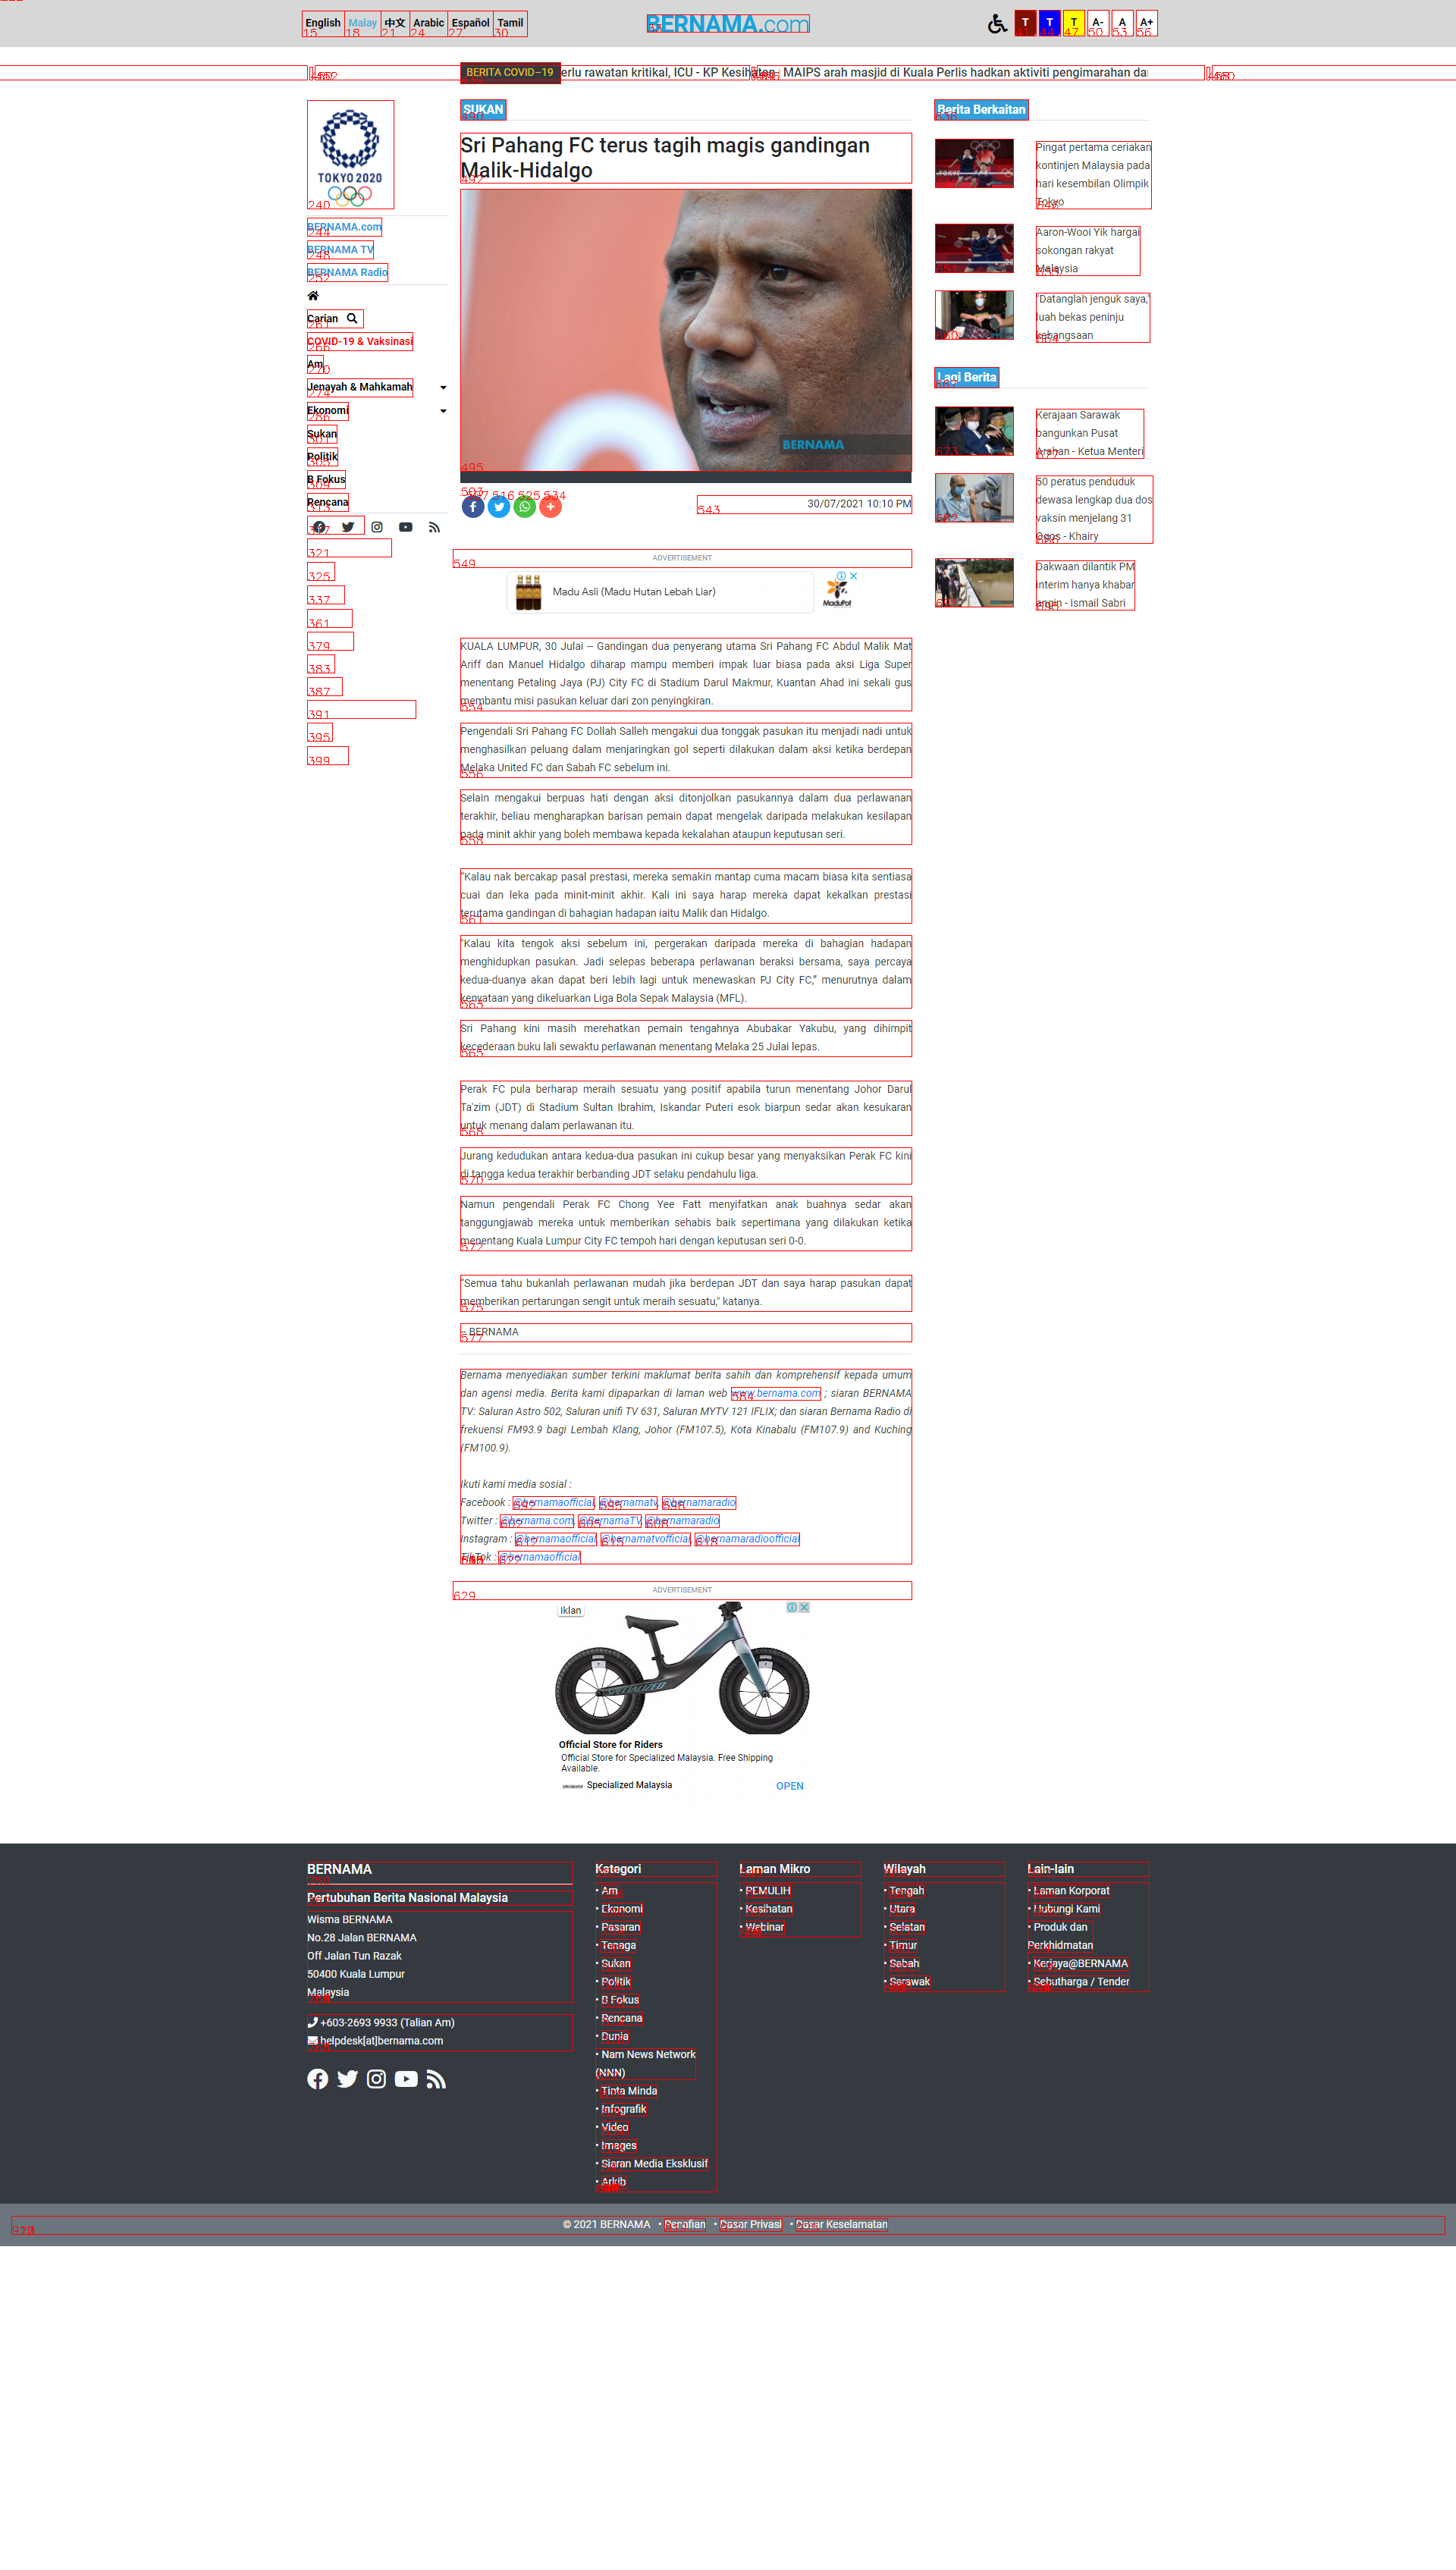 English Malay 中文 Arabic Español Tamil
BERNAMA.com
T T T A- A A+
BERITA COVID-19
erlu rawatan kritikal, ICU - KP Kesihatan
MAIPS arah masjid di Kuala Perlis hadkan aktiviti pengimarahan
TOKYO 2020
BERNAMA.com
BERNAMA TV
BERNAMA Radio
Carian
COVID-19 & Vaksinasi
Am
Jenayah & Mahkamah
Ekonomi
Sukan
Politik
B Fokus
Rencana
SUKAN
Sri Pahang FC terus tagih magis gandingan
Malik-Hidalgo
BERNAMA
30/07/2021 10:10 PM
ADVERTISEMENT
Madu Asli (Madu Hutan Lebah Liar)
MaduPot
KUALA LUMPUR, 30 Julai -- Gandingan dua penyerang utama Sri Pahang FC Abdul Malik Mat
Ariff dan Manuel Hidalgo diharap mampu memberi impak luar biasa pada aksi Liga Super
menentang Petaling Jaya (PJ) City FC di Stadium Darul Makmur, Kuantan Ahad ini sekali gus
membantu misi pasukan keluar dari zon penyingkiran.
Pengendali Sri Pahang FC Dollah Salleh mengakui dua tonggak pasukan itu menjadi nadi untuk
menghasilkan peluang dalam menjaringkan gol seperti dilakukan dalam aksi ketika berdepan
Melaka United FC dan Sabah FC sebelum ini.
Selain mengakui berpuas hati dengan aksi ditonjolkan pasukannya dalam dua perlawanan
terakhir, beliau mengharapkan barisan pemain dapat mengelak daripada melakukan kesilapan
pada minit akhir yang boleh membawa kepada kekalahan ataupun keputusan seri.
"Kalau nak bercakap pasal prestasi, mereka semakin mantap cuma macam biasa kita sentiasa
cuai dan leka pada minit-minit akhir. Kali ini saya harap mereka dapat kekalkan prestasi
terutama gandingan di bahagian hadapan iaitu Malik dan Hidalgo.
"Kalau kita tengok aksi sebelum ini, pergerakan daripada mereka di bahagian hadapan
menghidupkan pasukan. Jadi selepas beberapa perlawanan beraksi bersama, saya percaya
kedua-duanya akan dapat beri lebih lagi untuk menewaskan PJ City FC," menurutnya dalam
kenyataan yang dikeluarkan Liga Bola Sepak Malaysia (MFL).
Sri Pahang kini masih merehatkan pemain tengahnya Abubakar Yakubu, yang dihimpit
kecederaan buku lali sewaktu perlawanan menentang Melaka 25 Julai lepas.
Perak FC pula berharap meraih sesuatu yang positif apabila turun menentang Johor Darul
Ta'zim (JDT) di Stadium Sultan Ibrahim, Iskandar Puteri esok biarpun sedar akan kesukaran
untuk menang dalam perlawanan itu.
Jurang kedudukan antara kedua-dua pasukan ini cukup besar yang menyaksikan Perak FC kini
di tangga kedua terakhir berbanding JDT selaku pendahulu liga.
Namun pengendali Perak FC Chong Yee Fatt menyifatkan anak buahnya sedar akan
tanggungjawab mereka untuk memberikan sehabis baik sepertimana yang dilakukan ketika
menentang Kuala Lumpur City FC tempoh hari dengan keputusan seri 0-0.
"Semua tahu bukanlah perlawanan mudah jika berdepan JDT dan saya harap pasukan dapat
memberikan pertarungan sengit untuk meraih sesuatu," katanya.
-- BERNAMA
Bernama menyediakan sumber terkini maklumat berita sahih dan komprehensif kepada umum
dan agensi media. Berita kami dipaparkan di laman web www.bernama.com ; siaran BERNAMA
TV: Saluran Astro 502, Saluran unifi TV 631, Saluran MYTV 121 IFLIX; dan siaran Bernama Radio di
frekuensi FM93.9 bagi Lembah Klang, Johor (FM107.5), Kota Kinabalu (FM107.9) and Kuching
(FM100.9).
Ikuti kami media sosial :
Facebook : @bernamaofficial, @bernamatv, @bernamaradio
Twitter : @bernama.com, @BernamaTV, @bernamaradio
Instagram : @bernamaofficial, @bernamatvofficial, @bernamaradioofficial
TikTok : @bernamaofficial
ADVERTISEMENT
Iklan
SPECIALIZED
Official Store for Riders
Official Store for Specialized Malaysia. Free Shipping
Available.
Specialized Malaysia
OPEN
Berita Berkaitan
Pingat pertama ceriakan
kontinjen Malaysia pada
hari kesembilan Olimpik
Tokyo
Aaron-Wooi Yik hargai
sokongan rakyat
Malaysia
"Datanglah jenguk saya,"
luah bekas peninju
kebangsaan
Lagi Berita
Kerajaan Sarawak
bangunkan Pusat
Arahan - Ketua Menteri
50 peratus penduduk
dewasa lengkap dua dos
vaksin menjelang 31
Ogos - Khairy
Dakwaan dilantik PM
interim hanya khabar
angin - Ismail Sabri
BERNAMA
Pertubuhan Berita Nasional Malaysia
Wisma BERNAMA
No.28 Jalan BERNAMA
Off Jalan Tun Razak
50400 Kuala Lumpur
Malaysia
+603-2693 9933 (Talian Am)
helpdesk[at]bernama.com
Kategori
• Am
• Ekonomi
• Pasaran
• Tenaga
• Sukan
• Politik
• B Fokus
• Rencana
• Dunia
• Nam News Network
(NNN)
• Tinta Minda
• Infografik
• Video
• Images
• Siaran Media Eksklusif
• Arkib
Laman Mikro
• PEMULIH
• Kesihatan
• Webinar
Wilayah
• Tengah
• Utara
• Selatan
• Timur
• Sabah
• Sarawak
Lain-lain
• Laman Korporat
• Hubungi Kami
• Produk dan
Perkhidmatan
• Kerjaya@BERNAMA
• Sebutharga / Tender
© 2021 BERNAMA • Penafian • Dasar Privasi • Dasar Keselamatan